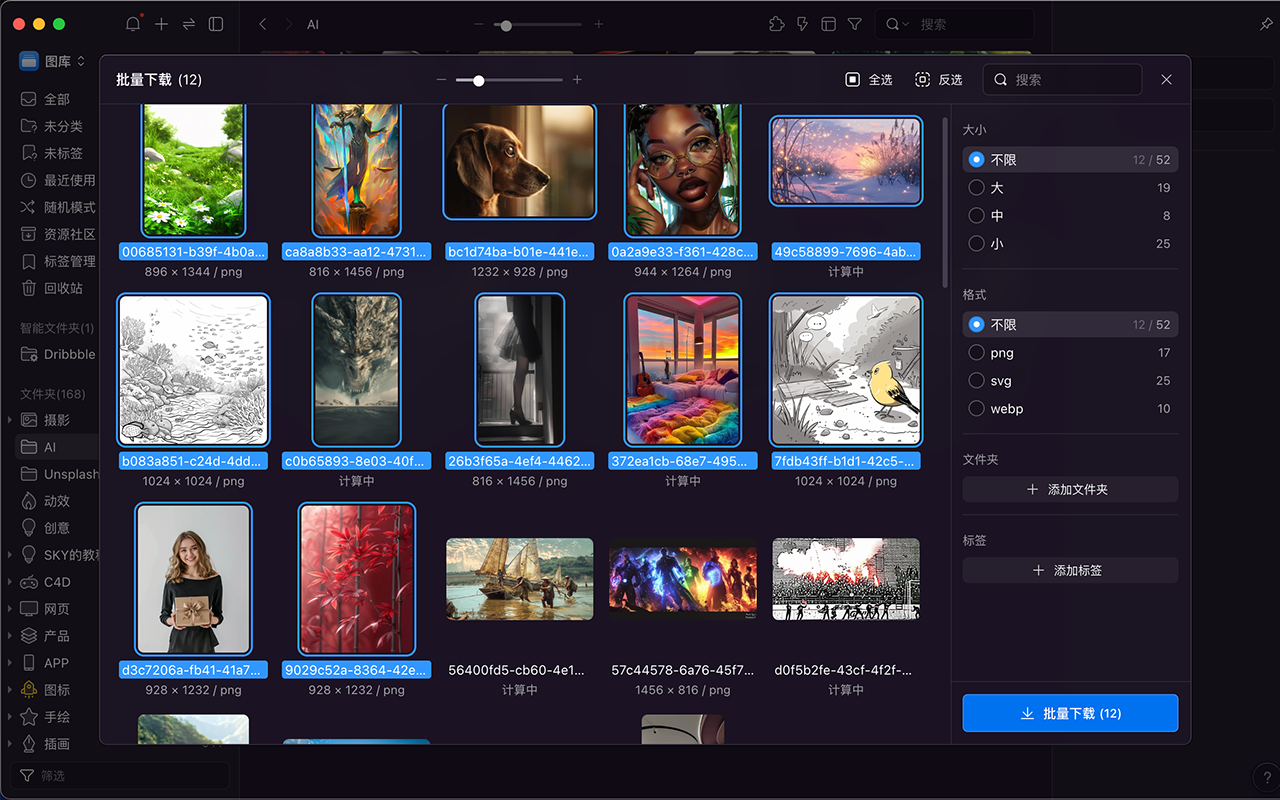 AI
搜索
图库
全部
未分类
未标签
最近使用
随机模式
资源社区
标签管理
回收站
智能文件夹(1)
Dribbble
文件夹(168)
摄影
AI
Unsplash
动效
创意
SKY的教
C4D
网页
产品
APP
图标
手绘
插画
筛选
批量下载 (12)
全选
反选
搜索
00685131-b39f-4b0a...
ca8a8b33-aa12-4731...
bc1d74ba-b01e-441e...
0a2a9e33-f361-428c...
49c58899-7696-4ab...
896 × 1344 / png
816 × 1456 / png
1232 × 928 / png
944 × 1264 / png
计算中
b083a851-c24d-4dd...
c0b65893-8e03-40f...
26b3f65a-4ef4-4462...
372ea1cb-68e7-495...
7fdb43ff-b1d1-42c5-...
1024 × 1024 / png
计算中
816 × 1456 / png
计算中
1024 × 1024 / png
d3c7206a-fb41-41a7...
9029c52a-8364-42e...
56400fd5-cb60-4e1...
57c44578-6a76-45f7...
d0f5b2fe-43cf-4f2f-...
928 × 1232 / png
928 × 1232 / png
计算中
1456 × 816 / png
计算中
大小
不限 12 / 52
大 19
中 8
小 25
格式
不限 12 / 52
png 17
svg 25
webp 10
文件夹
添加文件夹
标签
添加标签
批量下载 (12)
?